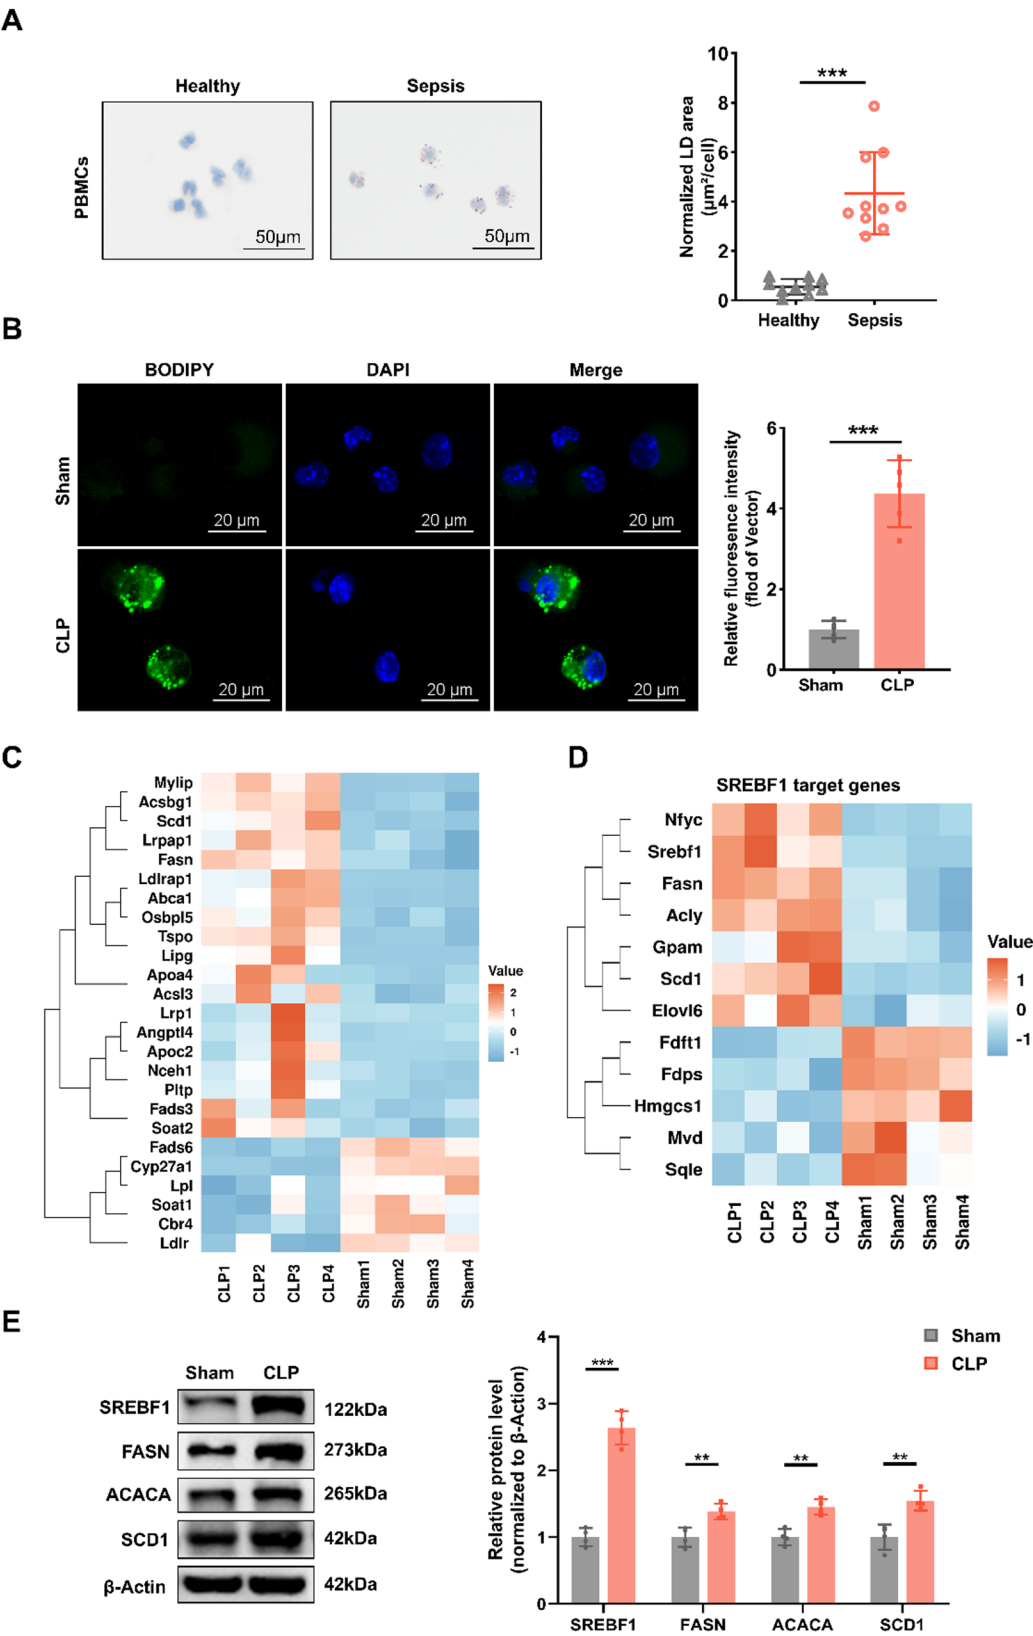 A
Healthy
Sepsis
PBMCs
50µm
50µm
Normalized LD area
(µm²/cell)
10
8
6
4
2
0
***
Healthy
Sepsis
B
BODIPY
DAPI
Merge
Sham
20 µm
20 µm
20 µm
CLP
20 µm
20 µm
20 µm
Relative fluoresence intensity
(flod of Vector)
6
4
2
0
***
Sham
CLP
C
Mylip
Acsbg1
Scd1
Lrpap1
Fasn
Ldlrap1
Abca1
Osbpl5
Tspo
Lipg
Apoa4
Acsl3
Lrp1
Angptl4
Apoc2
Nceh1
Pltp
Fads3
Soat2
Fads6
Cyp27a1
Lpl
Soat1
Cbr4
Ldlr
CLP1
CLP2
CLP3
CLP4
Sham1
Sham2
Sham3
Sham4
Value
2
1
0
-1
D
SREBF1 target genes
Nfyc
Srebf1
Fasn
Acly
Gpam
Scd1
Elovl6
Fdft1
Fdps
Hmgcs1
Mvd
Sqle
CLP1
CLP2
CLP3
CLP4
Sham1
Sham2
Sham3
Sham4
Value
1
0
-1
E
Sham
CLP
SREBF1
122kDa
FASN
273kDa
ACACA
265kDa
SCD1
42kDa
β-Actin
42kDa
Relative protein level
(normalized to β-Action)
4
3
2
1
0
***
**
**
**
SREBF1
FASN
ACACA
SCD1
Sham
CLP